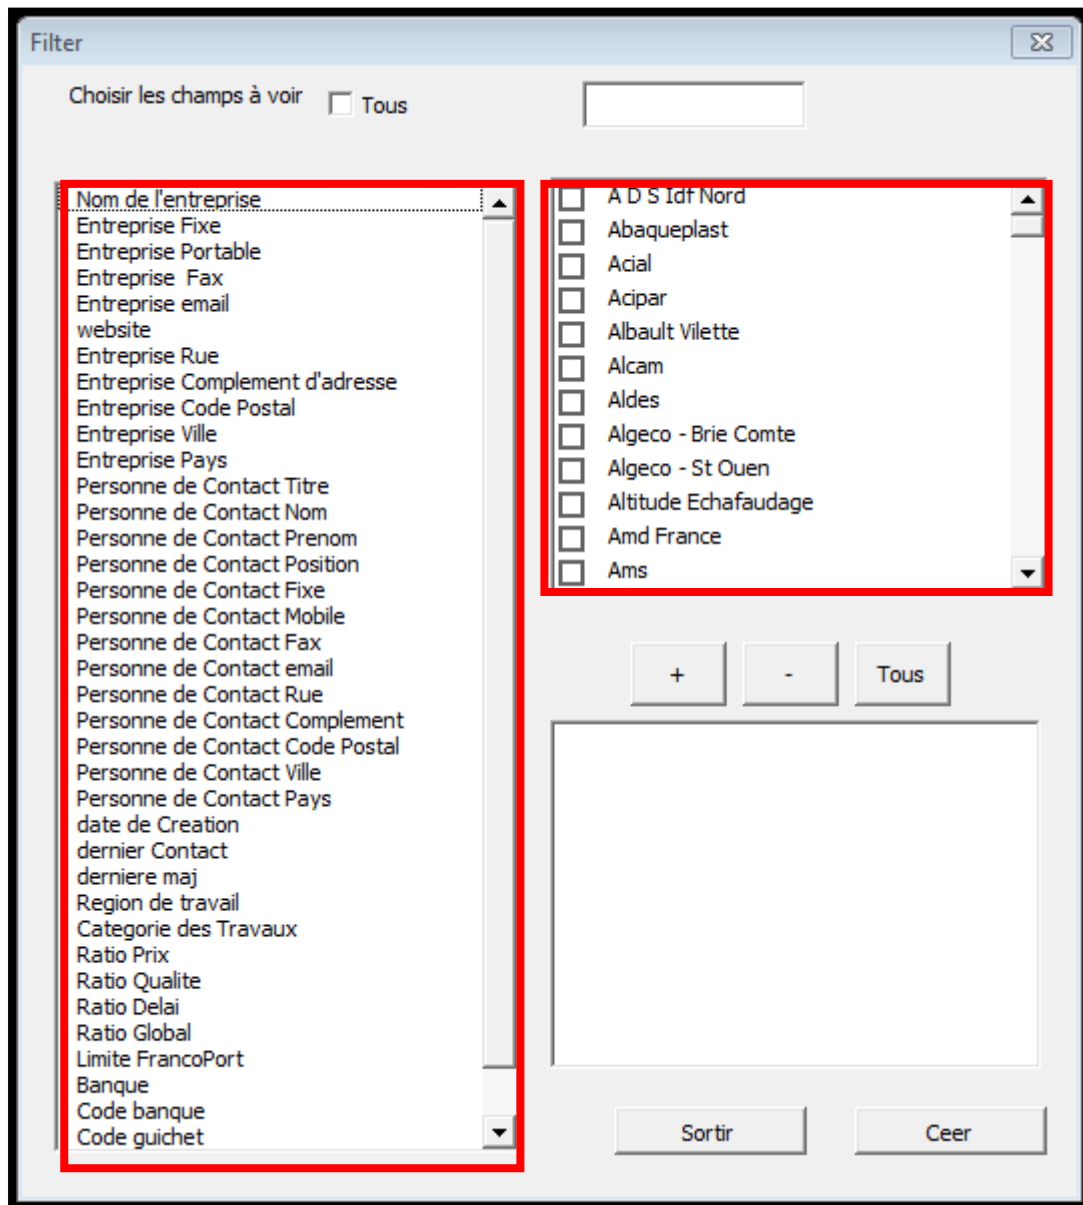 Filter
Choisir les champs à voir
Tous
Nom de l'entreprise
Entreprise Fixe
Entreprise Portable
Entreprise  Fax
Entreprise email
website
Entreprise Rue
Entreprise Complement d'adresse
Entreprise Code Postal
Entreprise Ville
Entreprise Pays
Personne de Contact Titre
Personne de Contact Nom
Personne de Contact Prenom
Personne de Contact Position
Personne de Contact Fixe
Personne de Contact Mobile
Personne de Contact Fax
Personne de Contact email
Personne de Contact Rue
Personne de Contact Complement
Personne de Contact Code Postal
Personne de Contact Ville
Personne de Contact Pays
date de Creation
dernier Contact
derniere maj
Region de travail
Categorie des Travaux
Ratio Prix
Ratio Qualite
Ratio Delai
Ratio Global
Limite FrancoPort
Banque
Code banque
Code guichet
A D S Idf Nord
Abaqueplast
Acial
Acipar
Albault Vilette
Alcam
Aldes
Algeco - Brie Comte
Algeco - St Ouen
Altitude Echafaudage
Amd France
Ams
+
-
Tous
Sortir
Ceer